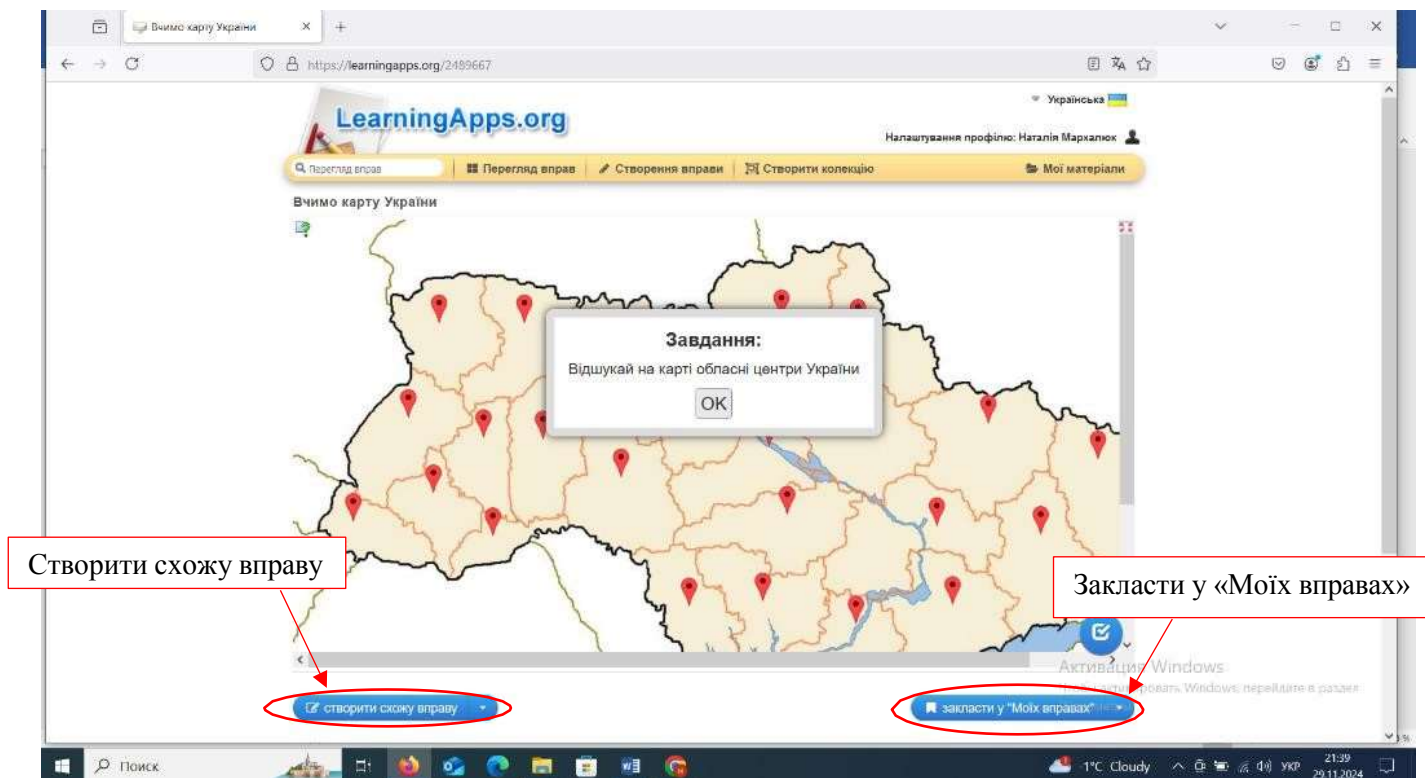 Вчимо карту України
https://learningapps.org/2489667
LearningApps.org
Українська
Налаштування профілю: Наталія Мархалюк
Перегляд вправ
Перегляд вправ
Створення вправи
Створити колекцію
Мої матеріали
Вчимо карту України
Завдання:
Відшукай на карті обласні центри України
OK
Створити схожу вправу
Закласти у «Моїх вправах»
Активация Windows
Windows, перейдите в раздел
створити схожу вправу
закласти у "Моїх вправах"
Поиск
1°C Cloudy
УКР
21:39
29.11.2024